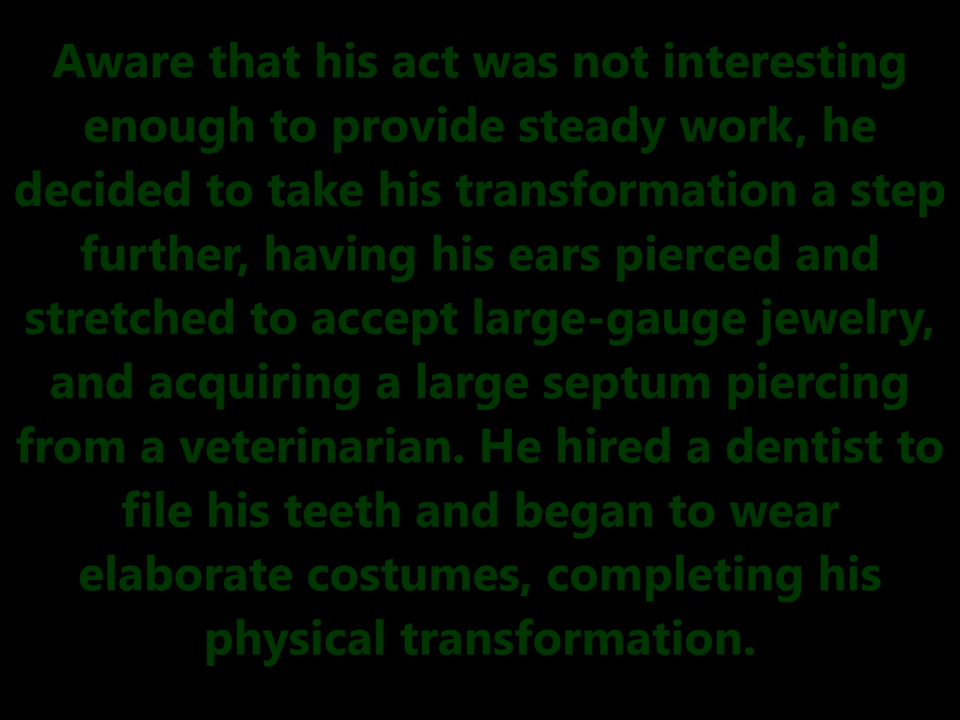 Aware that his act was not interesting
enough to provide steady work, he
decided to take his transformation a step
further, having his ears pierced and
stretched to accept large-gauge jewelry,
and acquiring a large septum piercing
from a veterinarian. He hired a dentist to
file his teeth and began to wear
elaborate costumes, completing his
physical transformation.